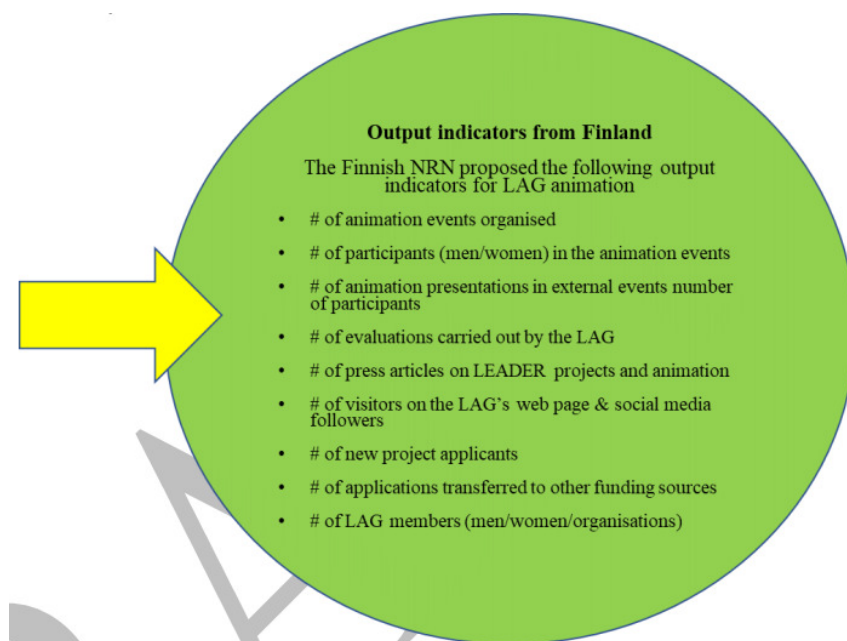 Output indicators from Finland
The Finnish NRN proposed the following output
indicators for LAG animation
• # of animation events organised
• # of participants (men/women) in the animation events
• # of animation presentations in external events number
of participants
• # of evaluations carried out by the LAG
• # of press articles on LEADER projects and animation
• # of visitors on the LAG's web page & social media
followers
• # of new project applicants
• # of applications transferred to other funding sources
• # of LAG members (men/women/organisations)